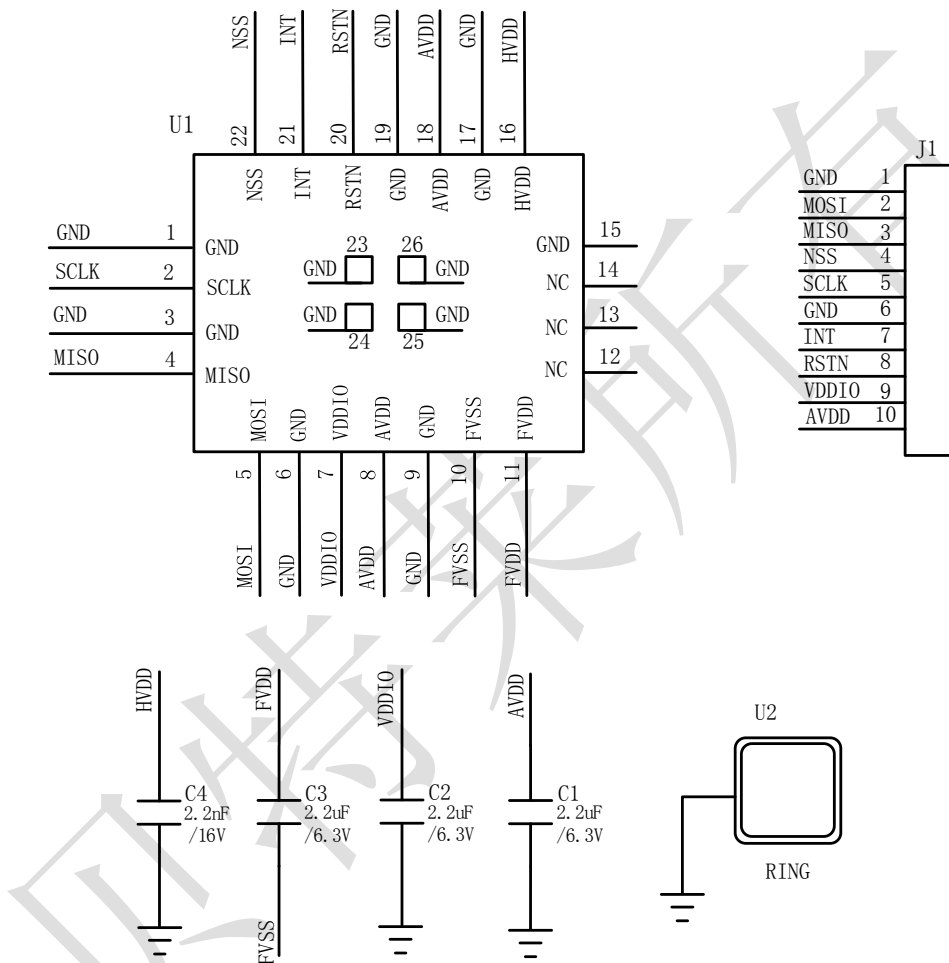 NSS
INT
RSTN
GND
AVDD
GND
HVDD
U1
22
21
20
19
18
17
16
NSS
INT
RSTN
GND
AVDD
GND
HVDD
GND 1 GND
SCLK 2 SCLK
GND 3 GND
MISO 4 MISO
23 26
GND GND
GND GND
24 25
GND 15
NC 14
NC 13
NC 12
MOSI
GND
VDDIO
AVDD
GND
FVSS
FVDD
5
6
7
8
9
10
11
MOSI
GND
VDDIO
AVDD
GND
FVSS
FVDD
J1
GND 1
MOSI 2
MISO 3
NSS 4
SCLK 5
GND 6
INT 7
RSTN 8
VDDIO 9
AVDD 10
HVDD
C4
2.2nF
/16V
FVDD
C3
2.2uF
/6.3V
FVSS
VDDIO
C2
2.2uF
/6.3V
AVDD
C1
2.2uF
/6.3V
U2
RING
贝特莱所有